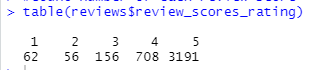 > table(reviews$review_scores_rating)
1 2 3 4 5
62 56 156 708 3191
>